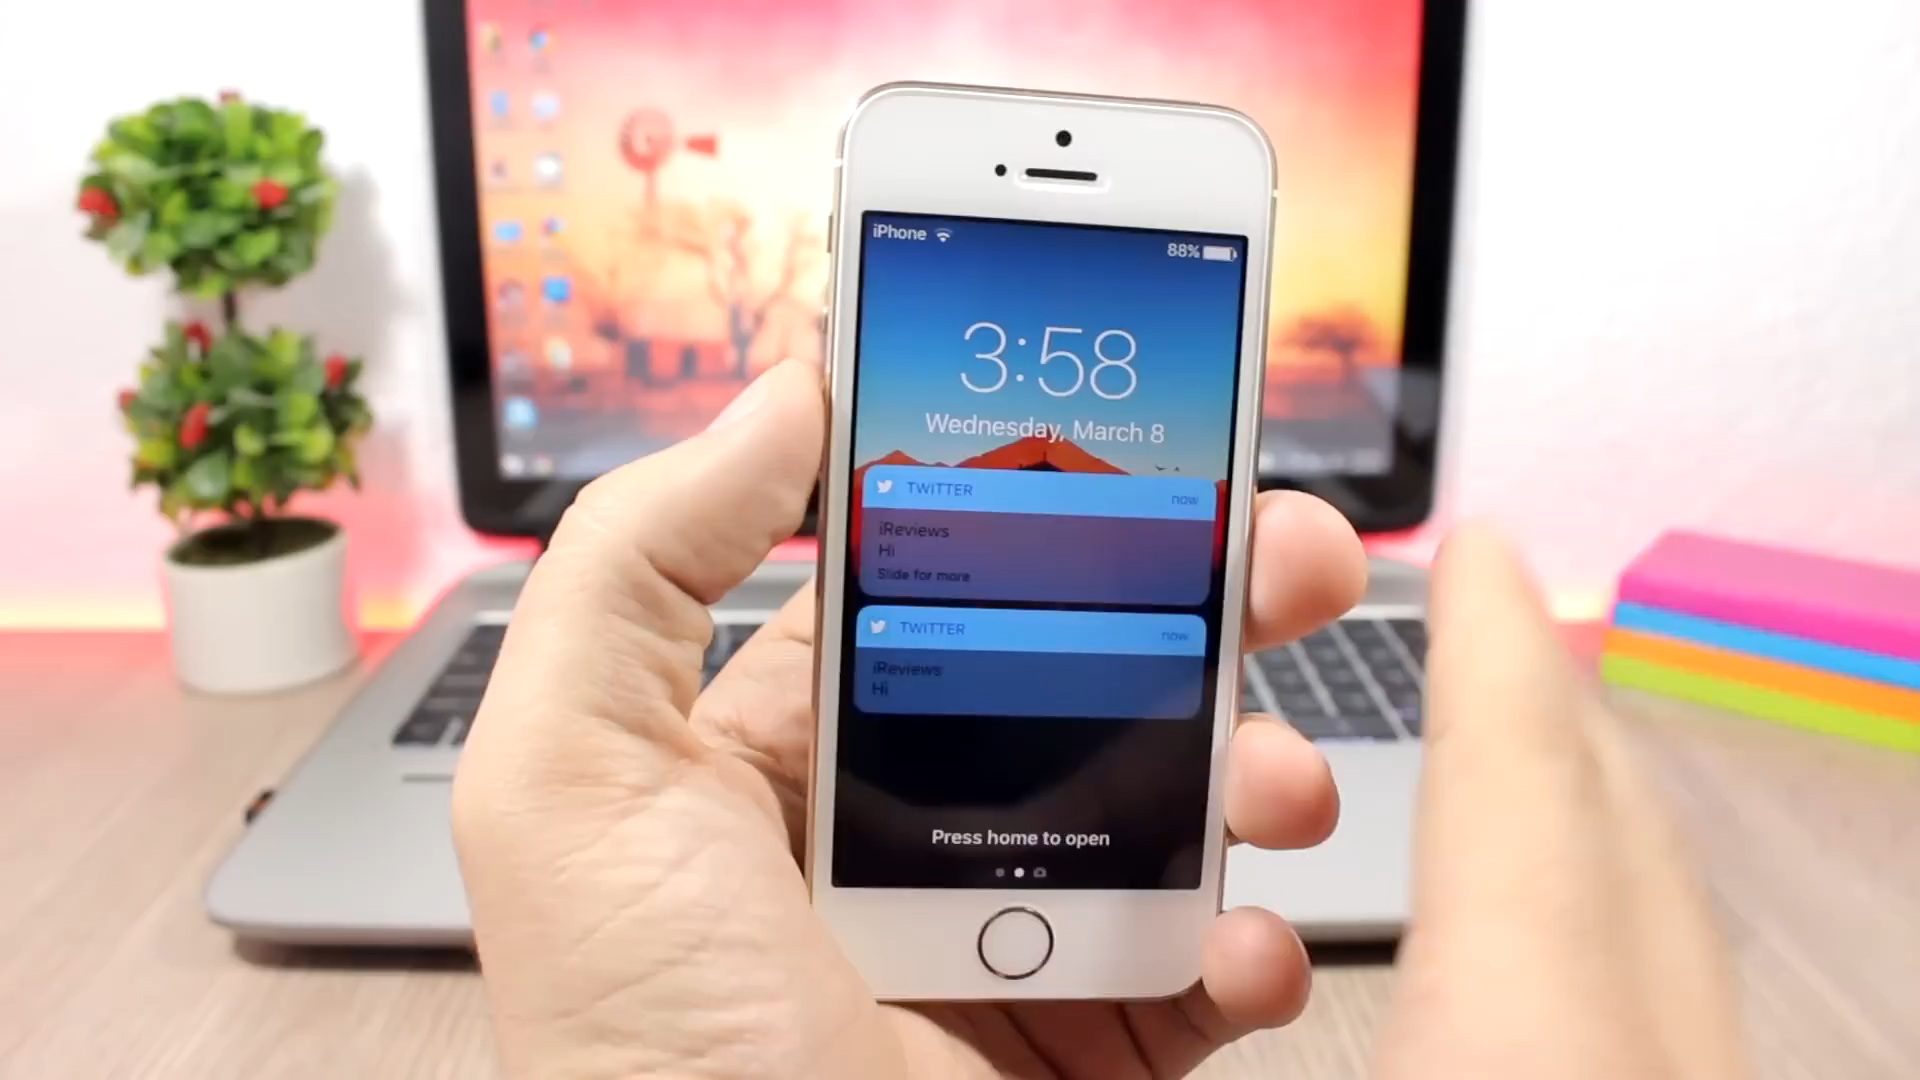 iPhone
88%
3:58
Wednesday, March 8
TWITTER
now
iReviews
Hi
Slide for more
TWITTER
now
iReviews
Hi
Press home to open